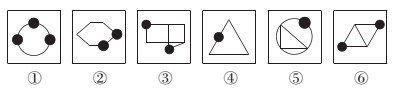 ① ② ③ ④ ⑤ ⑥